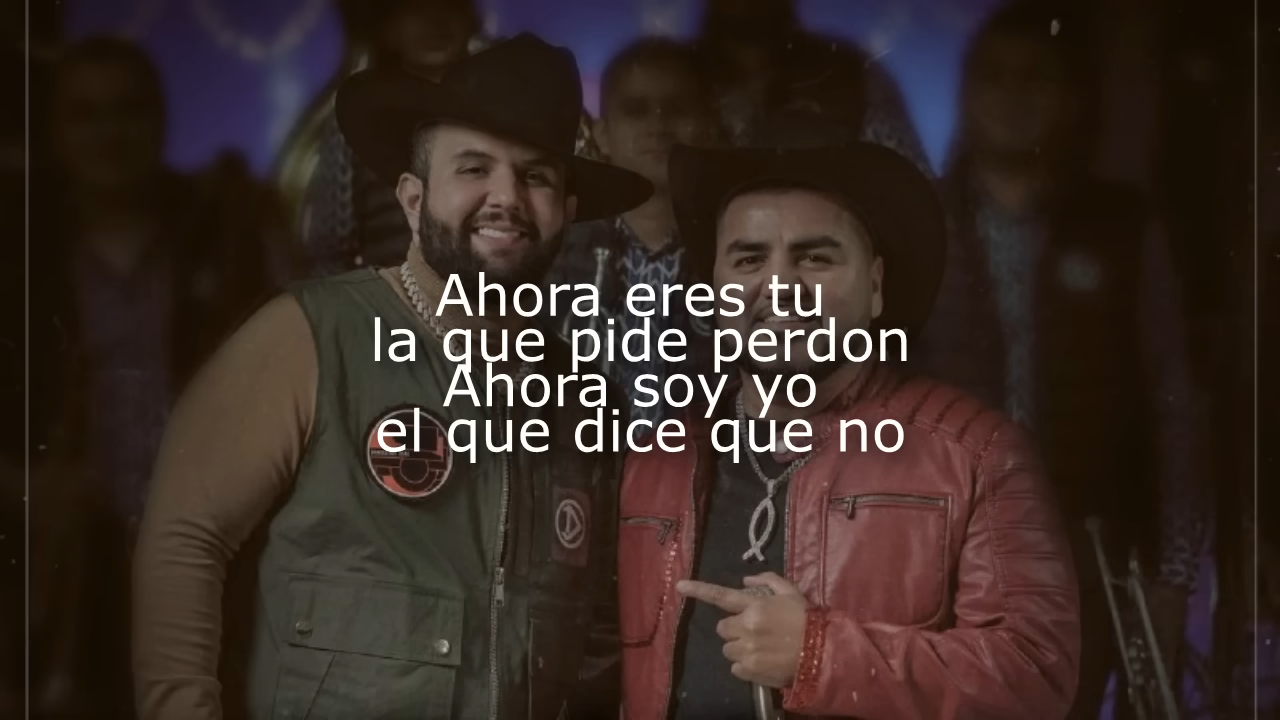 Ahora eres tu
la que pide perdon
Ahora soy yo
el que dice que no